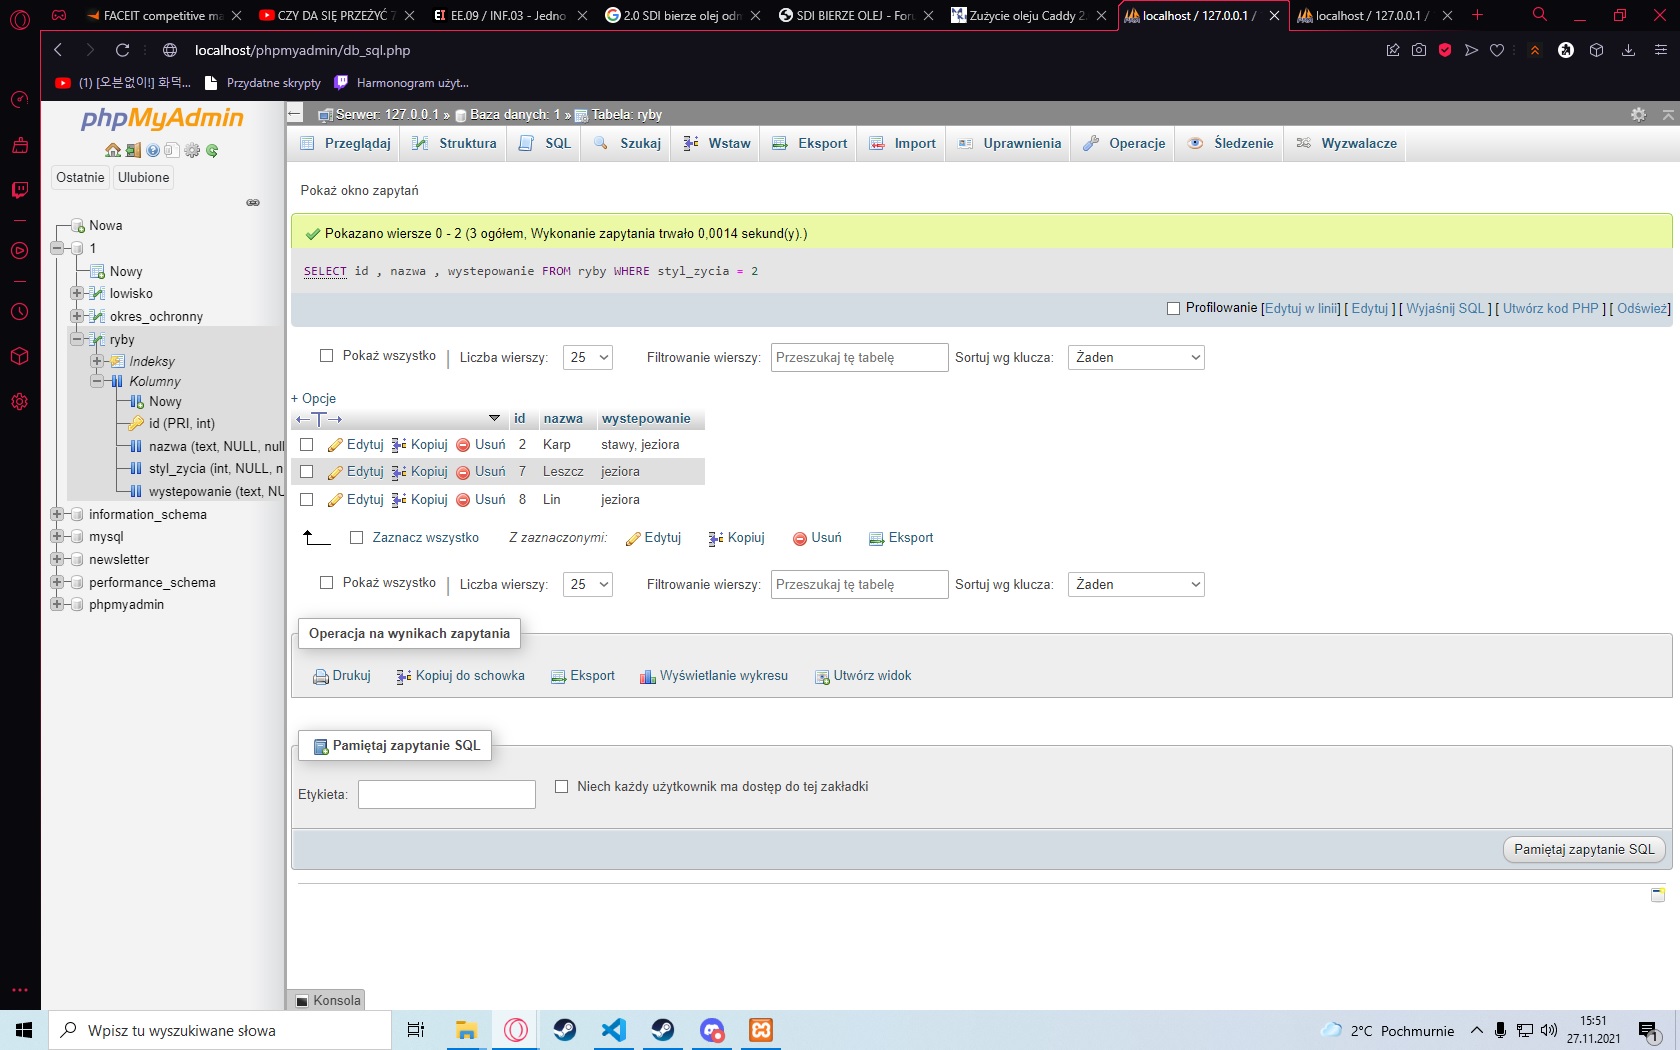 FACEIT competitive ma
CZY DA SIĘ PRZEŻYĆ 7
EE.09 / INF.03 - Jedno
2.0 SDI bierze olej odm
SDI BIERZE OLEJ - Foru
Zużycie oleju Caddy 2.
localhost / 127.0.0.1 /
localhost / 127.0.0.1 /
localhost/phpmyadmin/db_sql.php
(1) [오븐없이!] 화덕...
Przydatne skrypty
Harmonogram użyt...
phpMyAdmin
Ostatnie Ulubione
Nowa
1
Nowy
lowisko
okres_ochronny
ryby
Indeksy
Kolumny
Nowy
id (PRI, int)
nazwa (text, NULL, null
styl_zycia (int, NULL, n
wystepowanie (text, NU
information_schema
mysql
newsletter
performance_schema
phpmyadmin
Serwer: 127.0.0.1 » Baza danych: 1 » Tabela: ryby
Przeglądaj Struktura SQL Szukaj Wstaw Eksport Import Uprawnienia Operacje Śledzenie Wyzwalacze
Pokaż okno zapytań
Pokazano wiersze 0 - 2 (3 ogółem, Wykonanie zapytania trwało 0,0014 sekund(y).)
SELECT id , nazwa , wystepowanie FROM ryby WHERE styl_zycia = 2
Profilowanie [Edytuj w linii] [ Edytuj ] [ Wyjaśnij SQL ] [ Utwórz kod PHP ] [ Odśwież]
Pokaż wszystko | Liczba wierszy: 25 Filtrowanie wierszy: Przeszukaj tę tabelę Sortuj wg klucza: Żaden
+ Opcje
←T→ id nazwa wystepowanie
Edytuj Kopiuj Usuń 2 Karp stawy, jeziora
Edytuj Kopiuj Usuń 7 Leszcz jeziora
Edytuj Kopiuj Usuń 8 Lin jeziora
Zaznacz wszystko Z zaznaczonymi: Edytuj Kopiuj Usuń Eksport
Pokaż wszystko | Liczba wierszy: 25 Filtrowanie wierszy: Przeszukaj tę tabelę Sortuj wg klucza: Żaden
Operacja na wynikach zapytania
Drukuj Kopiuj do schowka Eksport Wyświetlanie wykresu Utwórz widok
Pamiętaj zapytanie SQL
Etykieta: Niech każdy użytkownik ma dostęp do tej zakładki
Pamiętaj zapytanie SQL
Konsola
Wpisz tu wyszukiwane słowa
2°C Pochmurnie
15:51
27.11.2021
1